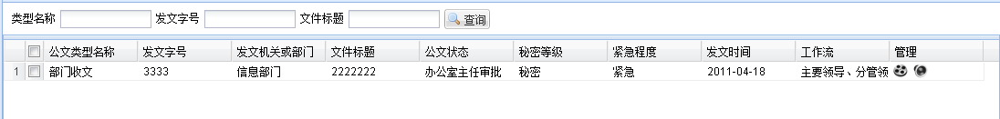 类型名称 发文字号 文件标题 查询
公文类型名称 发文字号 发文机关或部门 文件标题 公文状态 秘密等级 紧急程度 发文时间 工作流 管理
1 部门收文 3333 信息部门 2222222 办公室主任审批 秘密 紧急 2011-04-18 主要领导、分管领